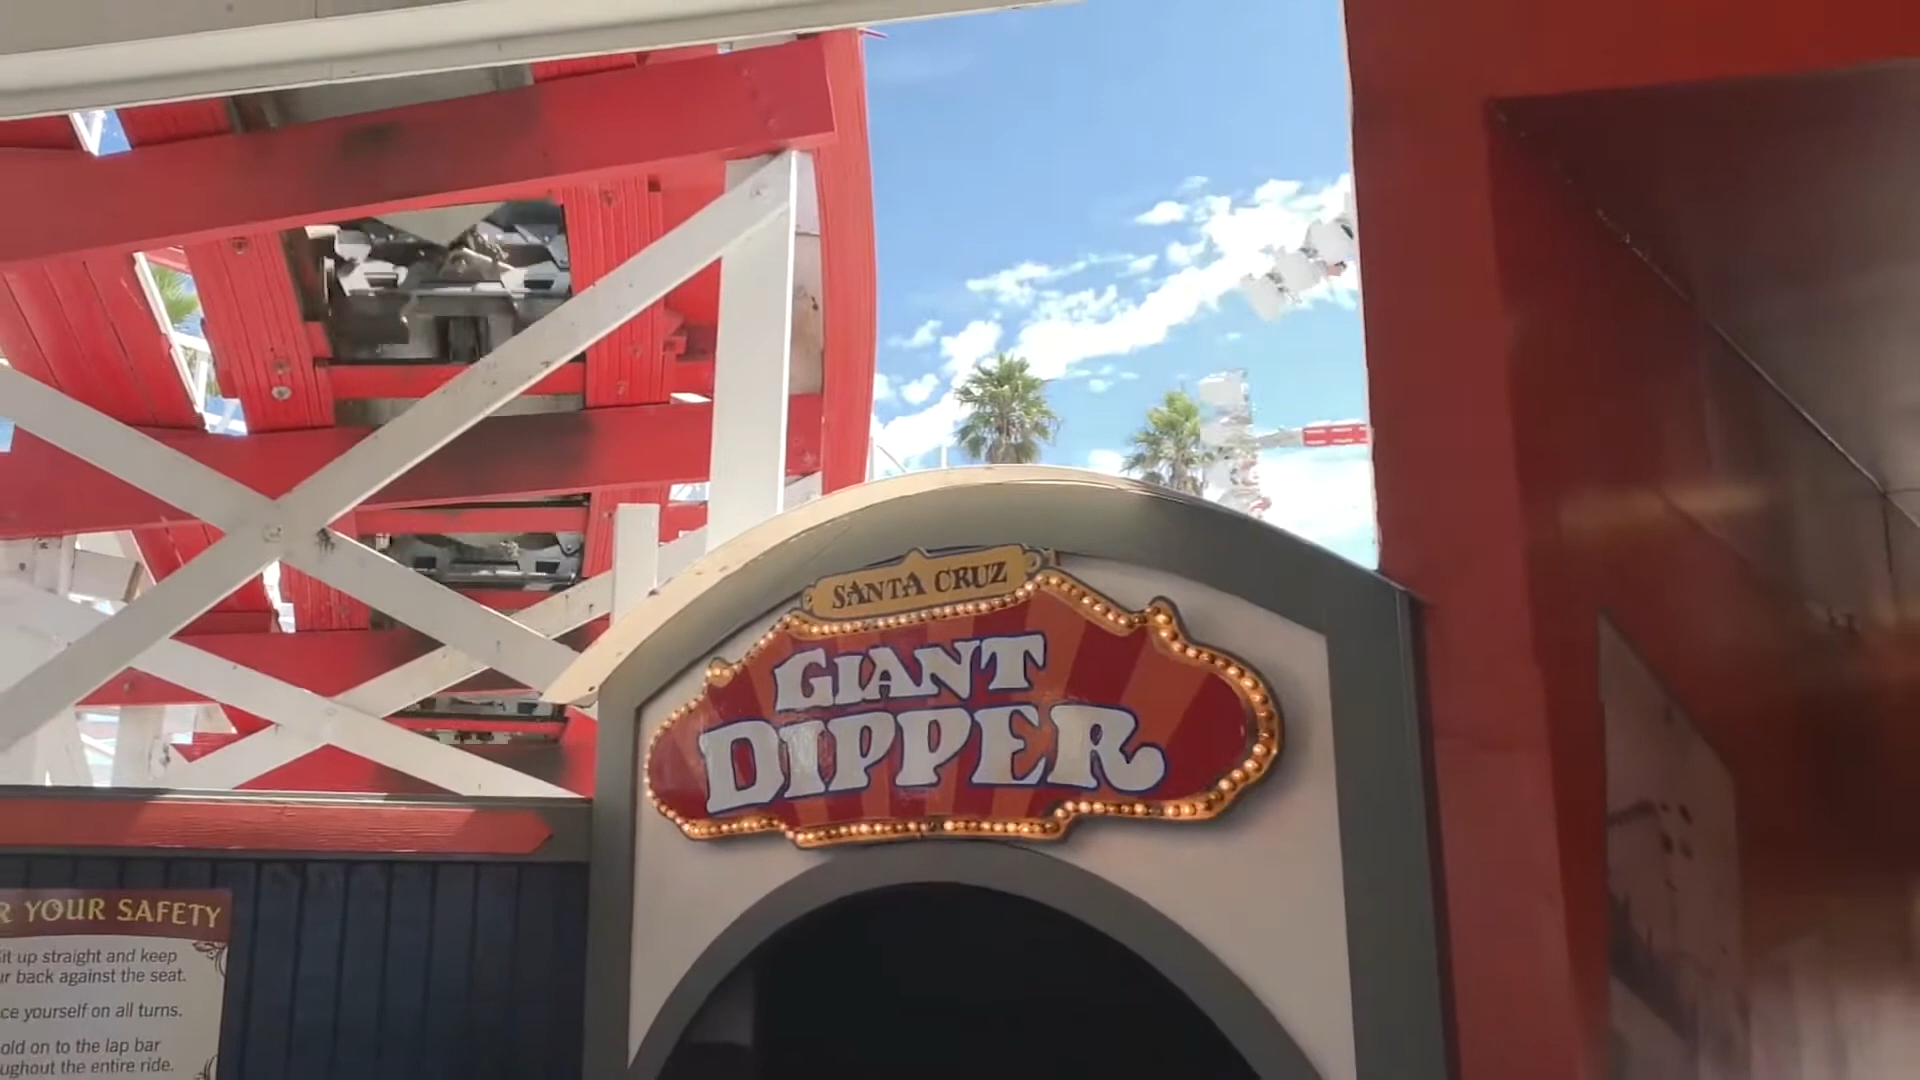 SANTA CRUZ
GIANT
DIPPER
R YOUR SAFETY
it up straight and keep
ur back against the seat.
ce yourself on all turns.
old on to the lap bar
ughout the entire ride.